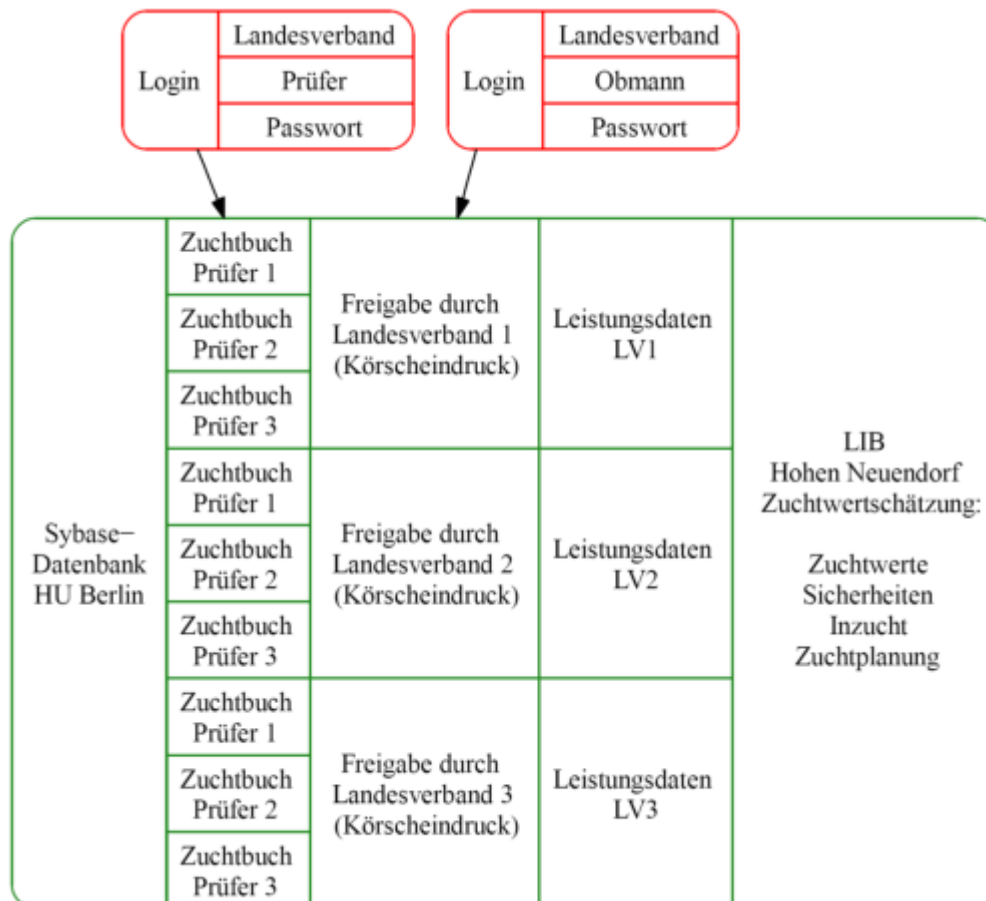 Login
Landesverband
Prüfer
Passwort
Login
Landesverband
Obmann
Passwort
Sybase−
Datenbank
HU Berlin
Zuchtbuch
Prüfer 1
Zuchtbuch
Prüfer 2
Zuchtbuch
Prüfer 3
Zuchtbuch
Prüfer 1
Zuchtbuch
Prüfer 2
Zuchtbuch
Prüfer 3
Zuchtbuch
Prüfer 1
Zuchtbuch
Prüfer 2
Zuchtbuch
Prüfer 3
Freigabe durch
Landesverband 1
(Körscheindruck)
Freigabe durch
Landesverband 2
(Körscheindruck)
Freigabe durch
Landesverband 3
(Körscheindruck)
Leistungsdaten
LV1
Leistungsdaten
LV2
Leistungsdaten
LV3
LIB
Hohen Neuendorf
Zuchtwertschätzung:
Zuchtwerte
Sicherheiten
Inzucht
Zuchtplanung